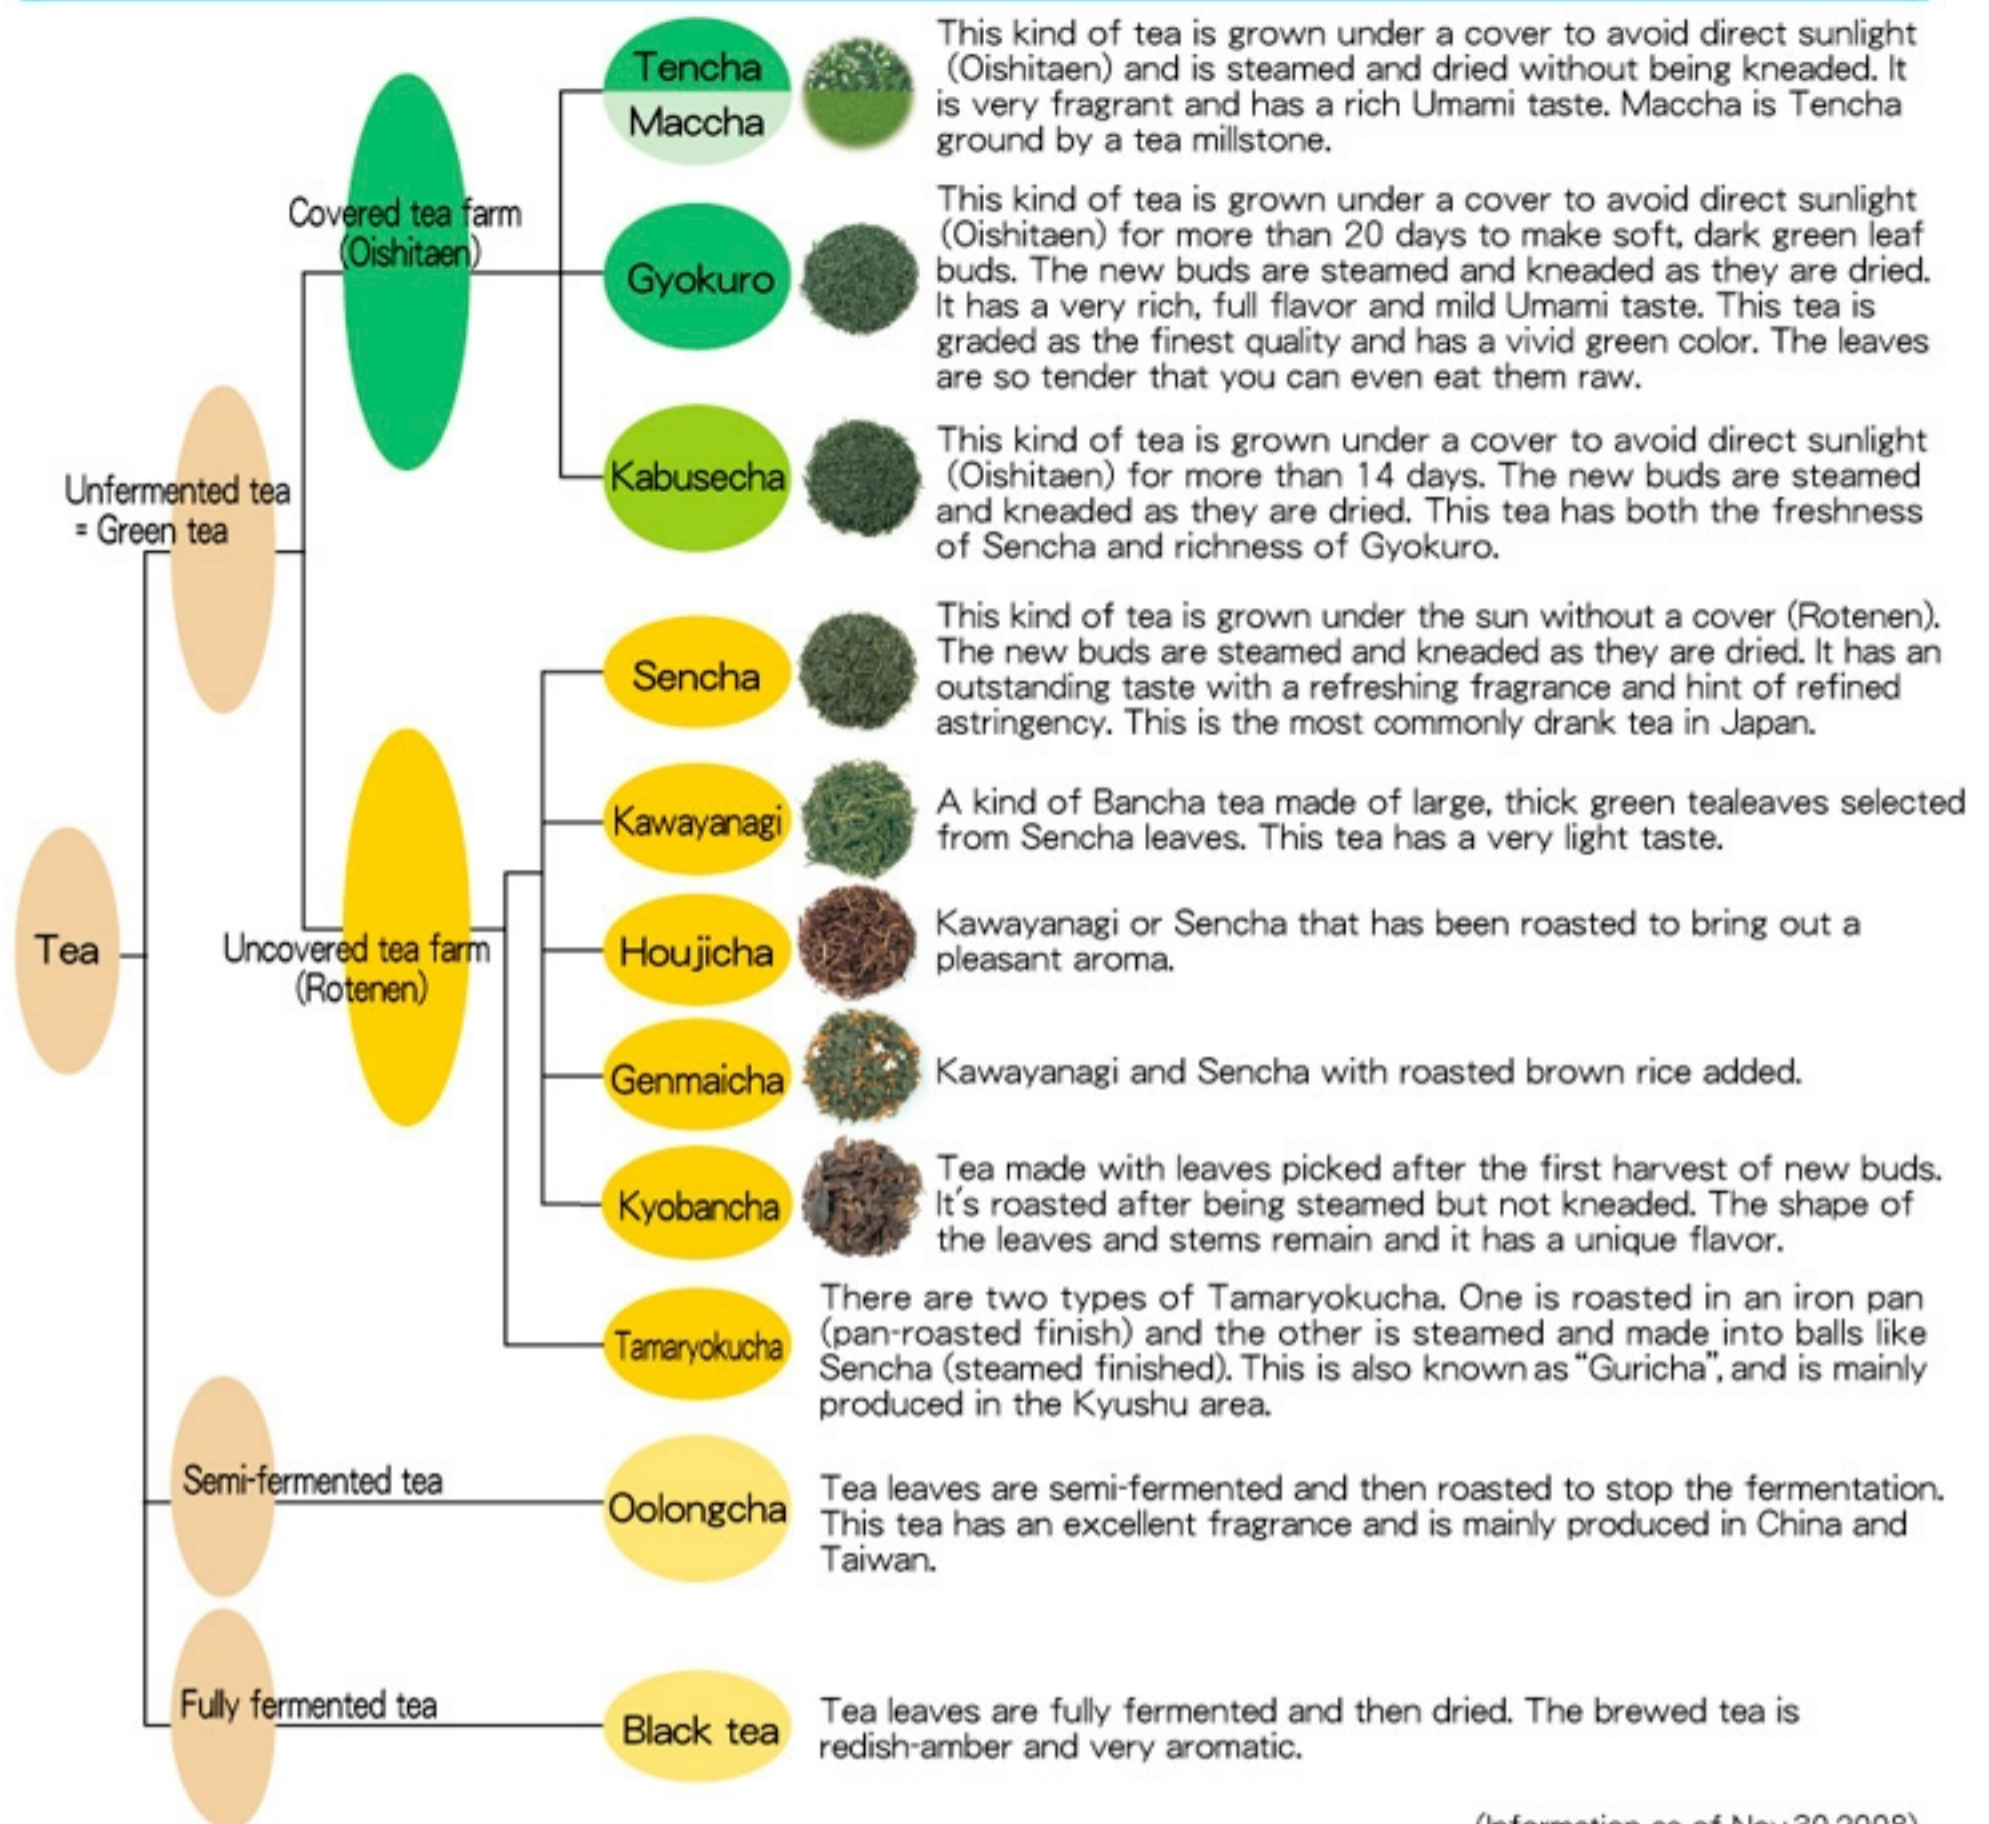 Tencha
Maccha
This kind of tea is grown under a cover to avoid direct sunlight
(Oishitaen) and is steamed and dried without being kneaded. It
is very fragrant and has a rich Umami taste. Maccha is Tencha
ground by a tea millstone.
Covered tea farm
(Oishitaen)
Gyokuro
This kind of tea is grown under a cover to avoid direct sunlight
(Oishitaen) for more than 20 days to make soft, dark green leaf
buds. The new buds are steamed and kneaded as they are dried.
It has a very rich, full flavor and mild Umami taste. This tea is
graded as the finest quality and has a vivid green color. The leaves
are so tender that you can even eat them raw.
Unfermented tea
= Green tea
Kabusecha
This kind of tea is grown under a cover to avoid direct sunlight
(Oishitaen) for more than 14 days. The new buds are steamed
and kneaded as they are dried. This tea has both the freshness
of Sencha and richness of Gyokuro.
Sencha
This kind of tea is grown under the sun without a cover (Rotenen).
The new buds are steamed and kneaded as they are dried. It has an
outstanding taste with a refreshing fragrance and hint of refined
astringency. This is the most commonly drank tea in Japan.
Kawayanagi
A kind of Bancha tea made of large, thick green tealeaves selected
from Sencha leaves. This tea has a very light taste.
Tea
Uncovered tea farm
(Rotenen)
Houjicha
Kawayanagi or Sencha that has been roasted to bring out a
pleasant aroma.
Genmaicha
Kawayanagi and Sencha with roasted brown rice added.
Kyobancha
Tea made with leaves picked after the first harvest of new buds.
It's roasted after being steamed but not kneaded. The shape of
the leaves and stems remain and it has a unique flavor.
Tamaryokucha
There are two types of Tamaryokucha. One is roasted in an iron pan
(pan-roasted finish) and the other is steamed and made into balls like
Sencha (steamed finished). This is also known as “Guricha”, and is mainly
produced in the Kyushu area.
Semi-fermented tea
Oolongcha
Tea leaves are semi-fermented and then roasted to stop the fermentation.
This tea has an excellent fragrance and is mainly produced in China and
Taiwan.
Fully fermented tea
Black tea
Tea leaves are fully fermented and then dried. The brewed tea is
redish-amber and very aromatic.
(Information as of Nov.30,2008)